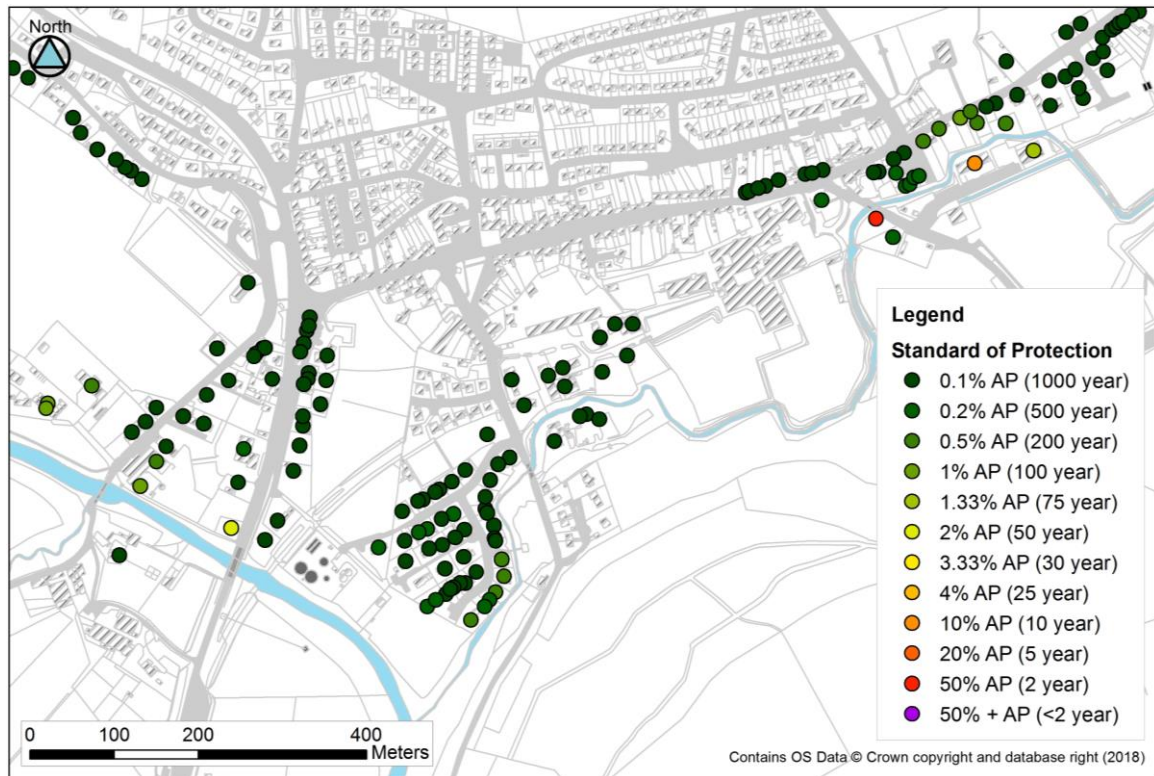 North
Legend
Standard of Protection
0.1% AP (1000 year)
0.2% AP (500 year)
0.5% AP (200 year)
1% AP (100 year)
1.33% AP (75 year)
2% AP (50 year)
3.33% AP (30 year)
4% AP (25 year)
10% AP (10 year)
20% AP (5 year)
50% AP (2 year)
50% + AP (<2 year)
0 100 200 400
Meters
Contains OS Data © Crown copyright and database right (2018)